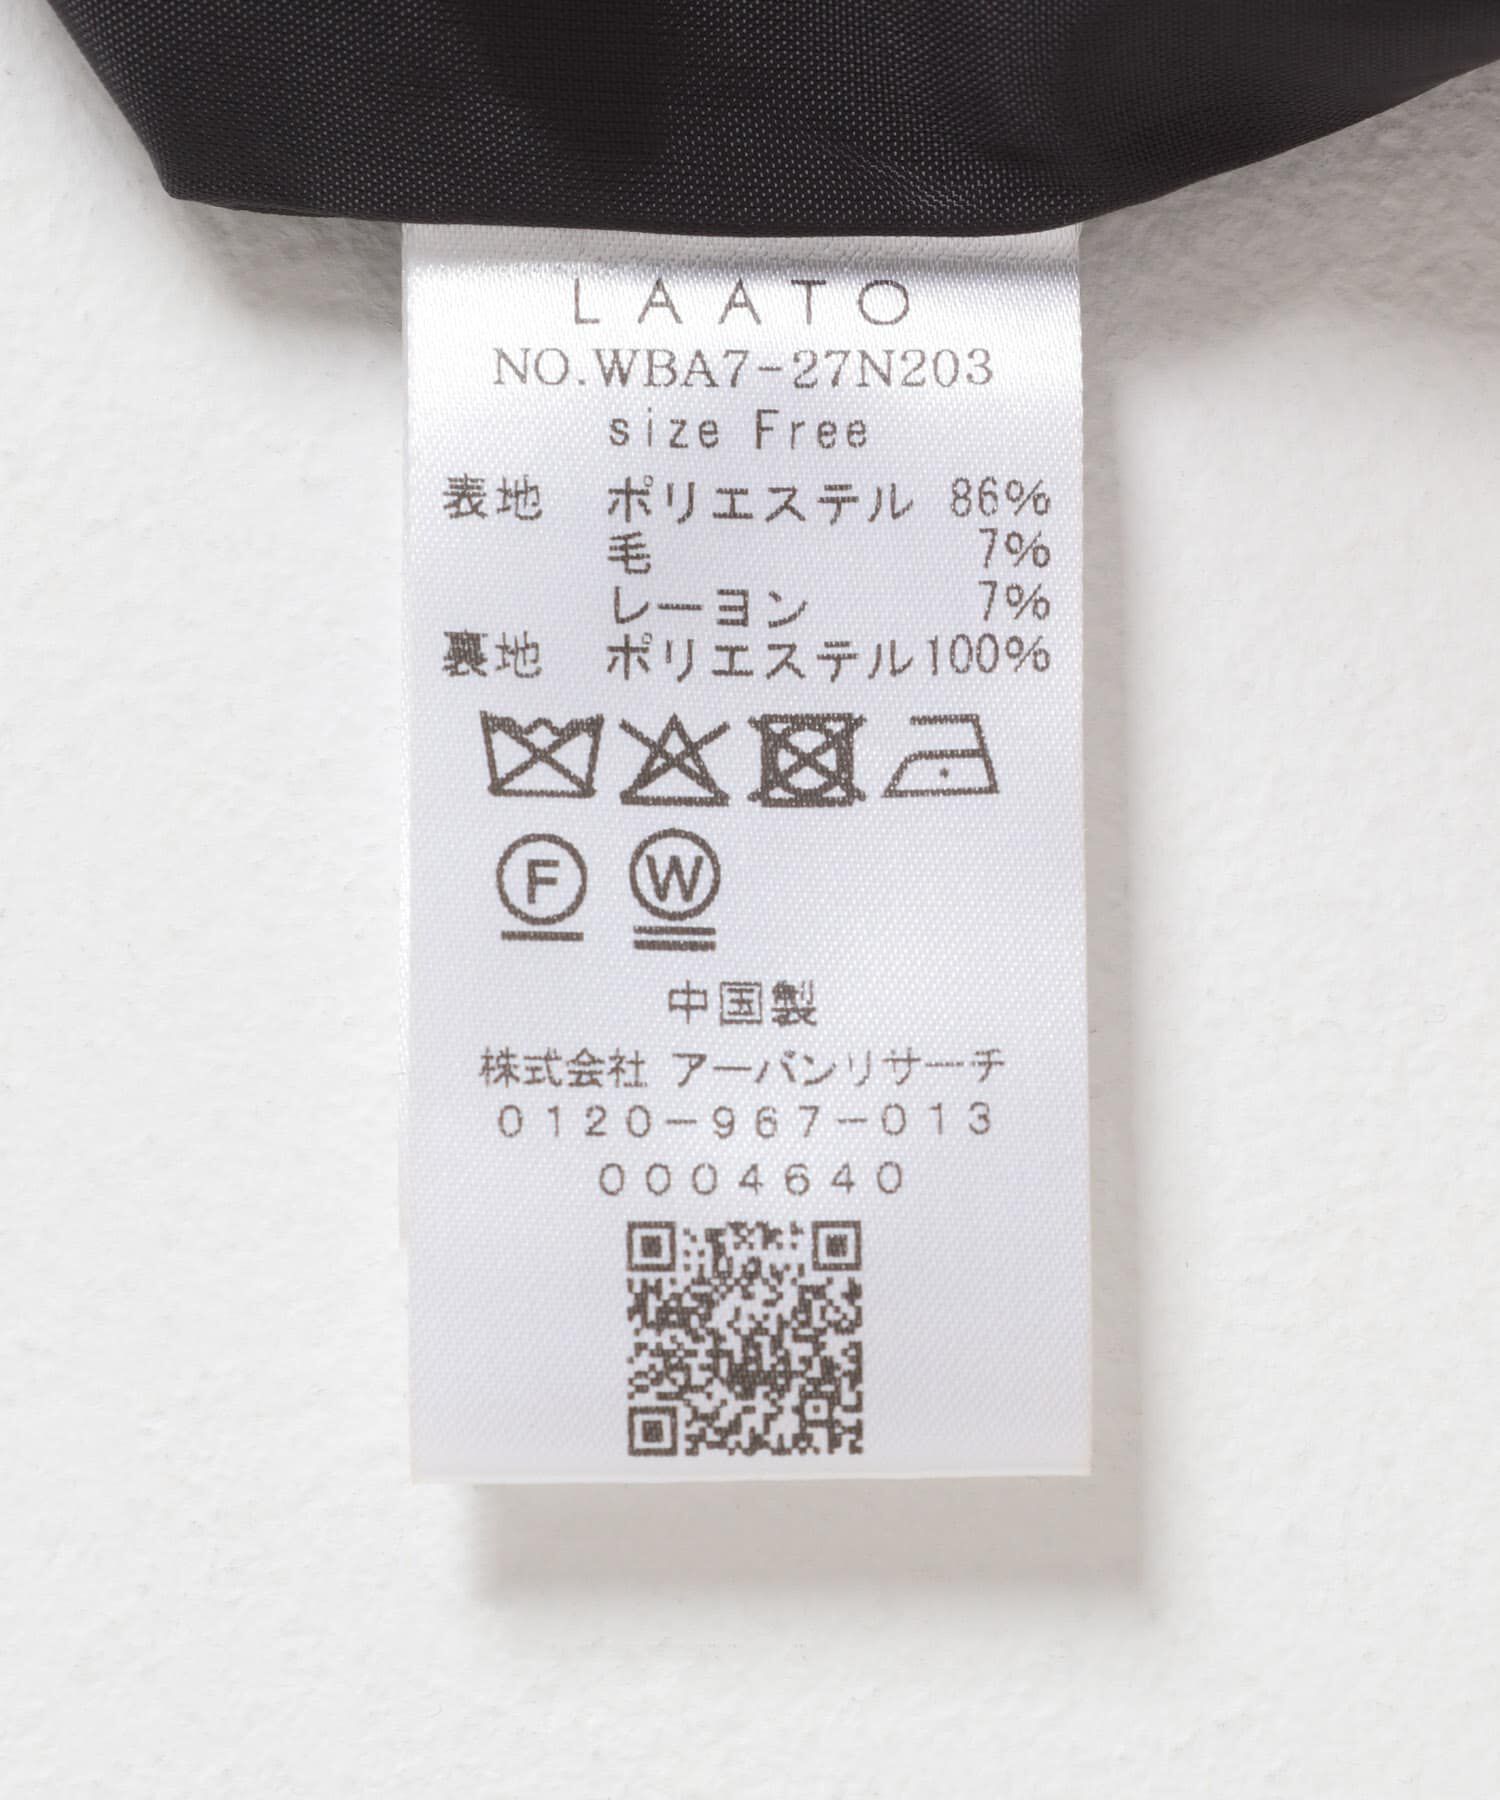 LAATO
NO.WBA7-27N203
size Free
表地 ポリエステル 86%
毛 7%
レーヨン 7%
裏地 ポリエステル100%
F W
中国製
株式会社 アーバンリサーチ
0120-967-013
0004640